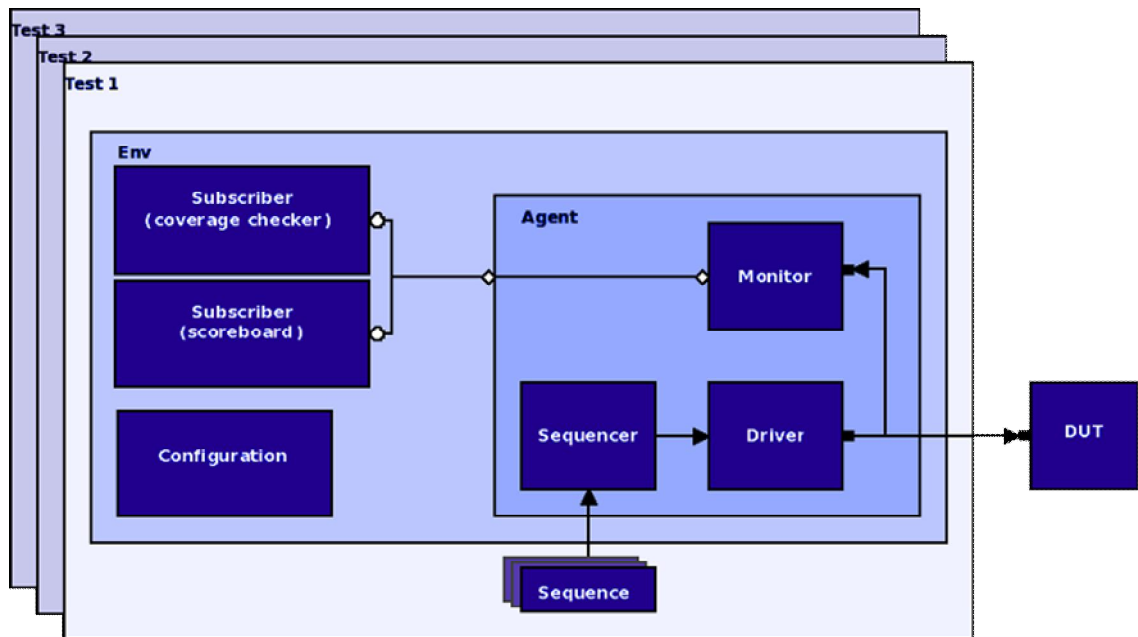 Test 3
Test 2
Test 1
Env
Subscriber
(coverage checker)
Agent
Monitor
Subscriber
(scoreboard)
Sequencer
Driver
DUT
Configuration
Sequence